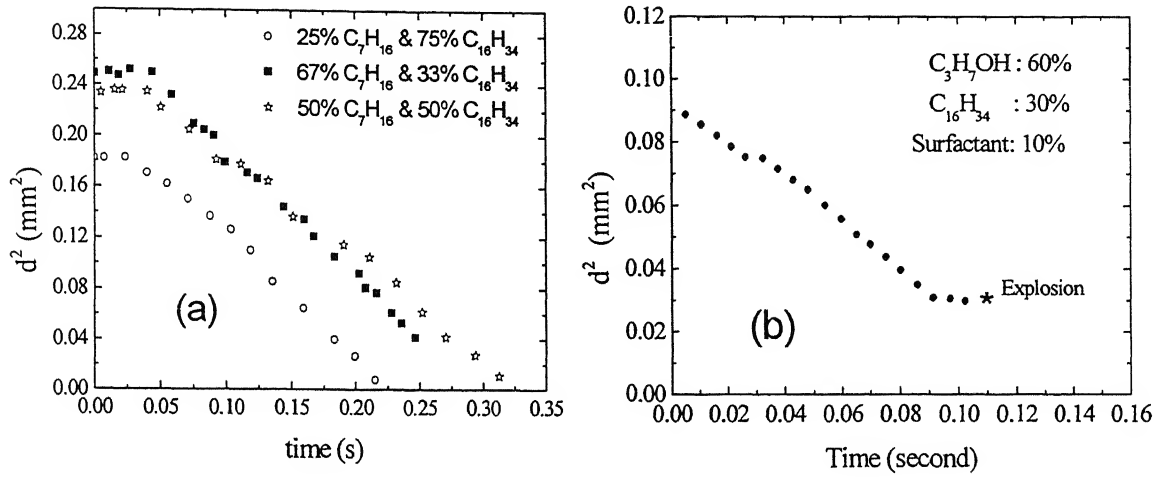 0.28
0.24
0.20
0.16
0.12
0.08
0.04
0.00
d² (mm²)
25% C₇H₁₆ & 75% C₁₆H₃₄
67% C₇H₁₆ & 33% C₁₆H₃₄
50% C₇H₁₆ & 50% C₁₆H₃₄
(a)
0.00 0.05 0.10 0.15 0.20 0.25 0.30 0.35
time (s)
0.12
0.10
0.08
0.06
0.04
0.02
0.00
d² (mm²)
C₃H₇OH : 60%
C₁₆H₃₄ : 30%
Surfactant: 10%
Explosion
(b)
0.00 0.02 0.04 0.06 0.08 0.10 0.12 0.14 0.16
Time (second)